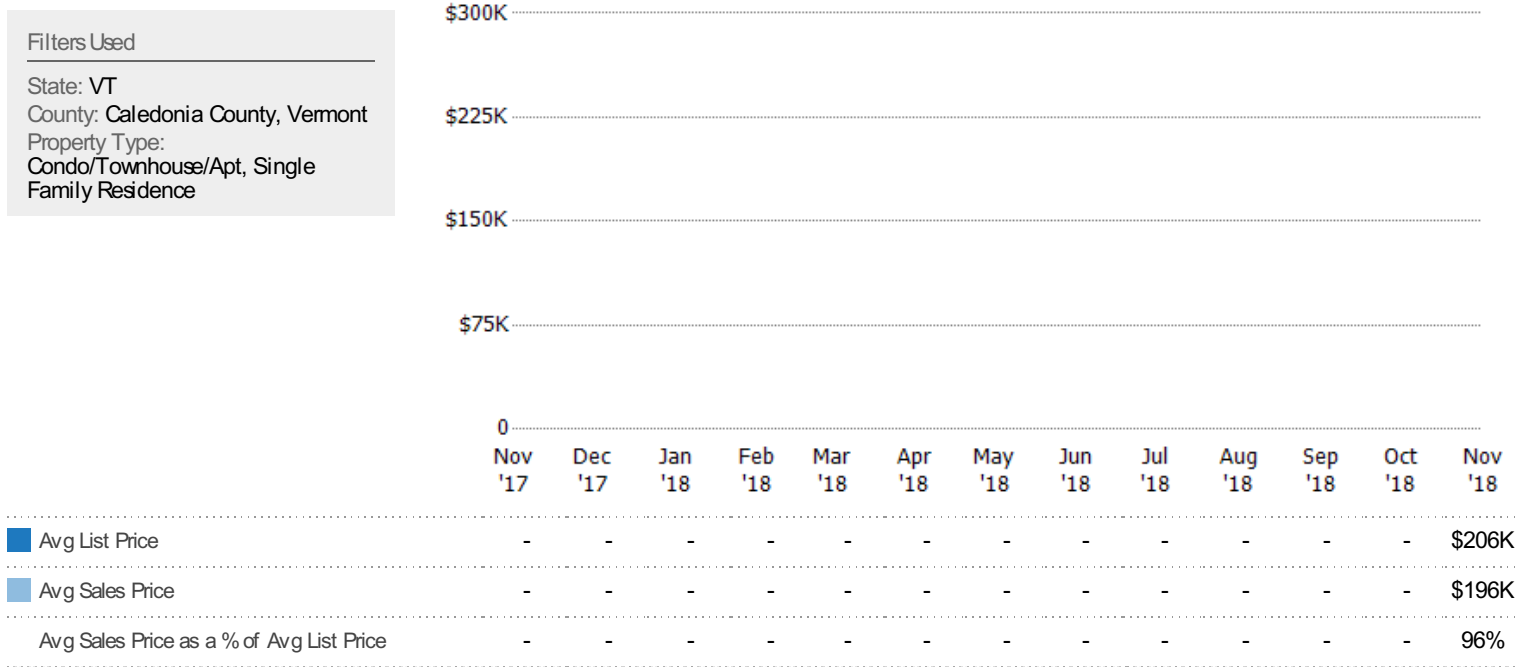 Filters Used
State: VT
County: Caledonia County, Vermont
Property Type:
Condo/Townhouse/Apt, Single
Family Residence
$300K
$225K
$150K
$75K
0
Nov Dec Jan Feb Mar Apr May Jun Jul Aug Sep Oct Nov
'17 '17 '18 '18 '18 '18 '18 '18 '18 '18 '18 '18 '18
Avg List Price - - - - - - - - - - - - $206K
Avg Sales Price - - - - - - - - - - - - $196K
Avg Sales Price as a % of Avg List Price - - - - - - - - - - - - 96%